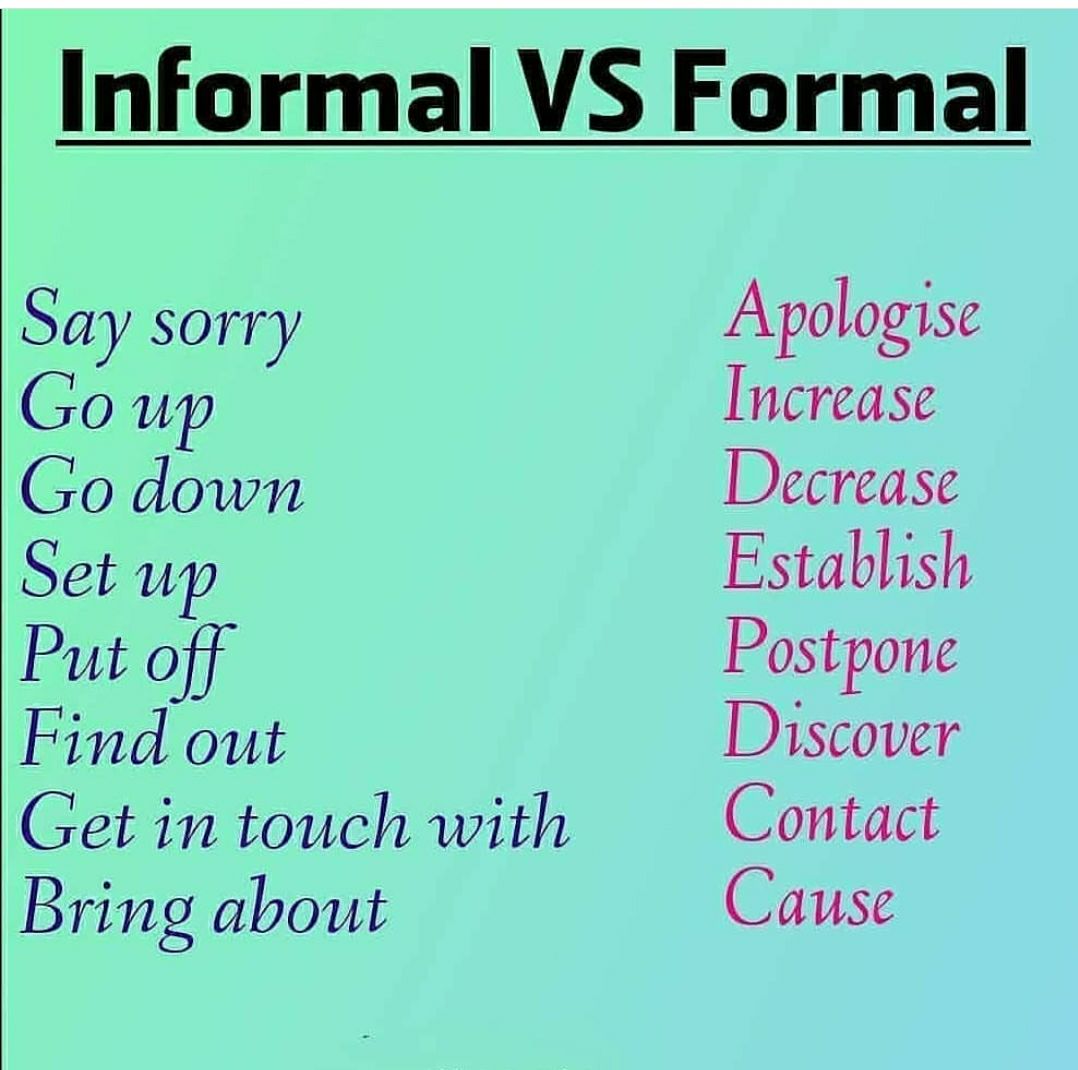 Informal VS Formal
Say sorry Apologise
Go up Increase
Go down Decrease
Set up Establish
Put off Postpone
Find out Discover
Get in touch with Contact
Bring about Cause